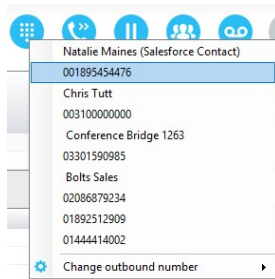 Natalie Maines (Salesforce Contact)
001895454476
Chris Tutt
003100000000
Conference Bridge 1263
03301590985
Bolts Sales
02086879234
01892512909
01444414002
Change outbound number